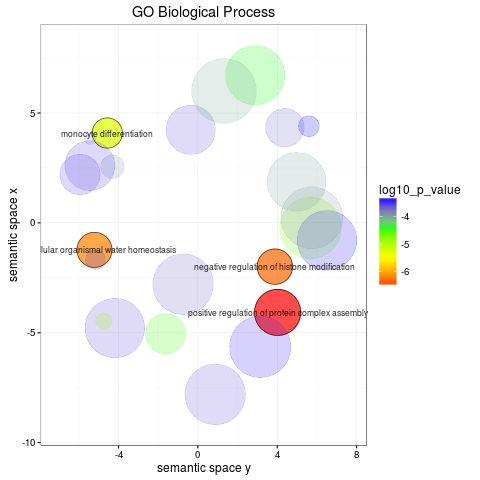 GO Biological Process
5
0
-5
-10
-4
0
4
8
semantic space x
semantic space y
monocyte differentiation
lular organismal water homeostasis
negative regulation of histone modification
positive regulation of protein complex assembly
log10_p_value
-4
-5
-6